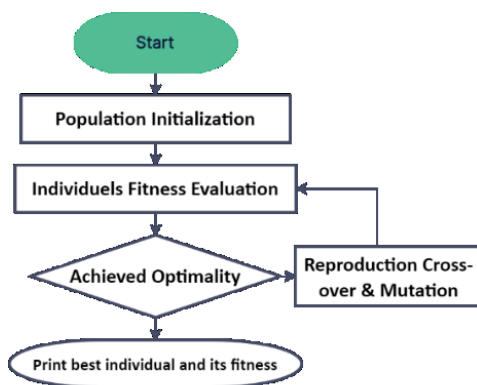 Start
Population Initialization
Individuels Fitness Evaluation
Achieved Optimality
Reproduction Cross-
over & Mutation
Print best individual and its fitness